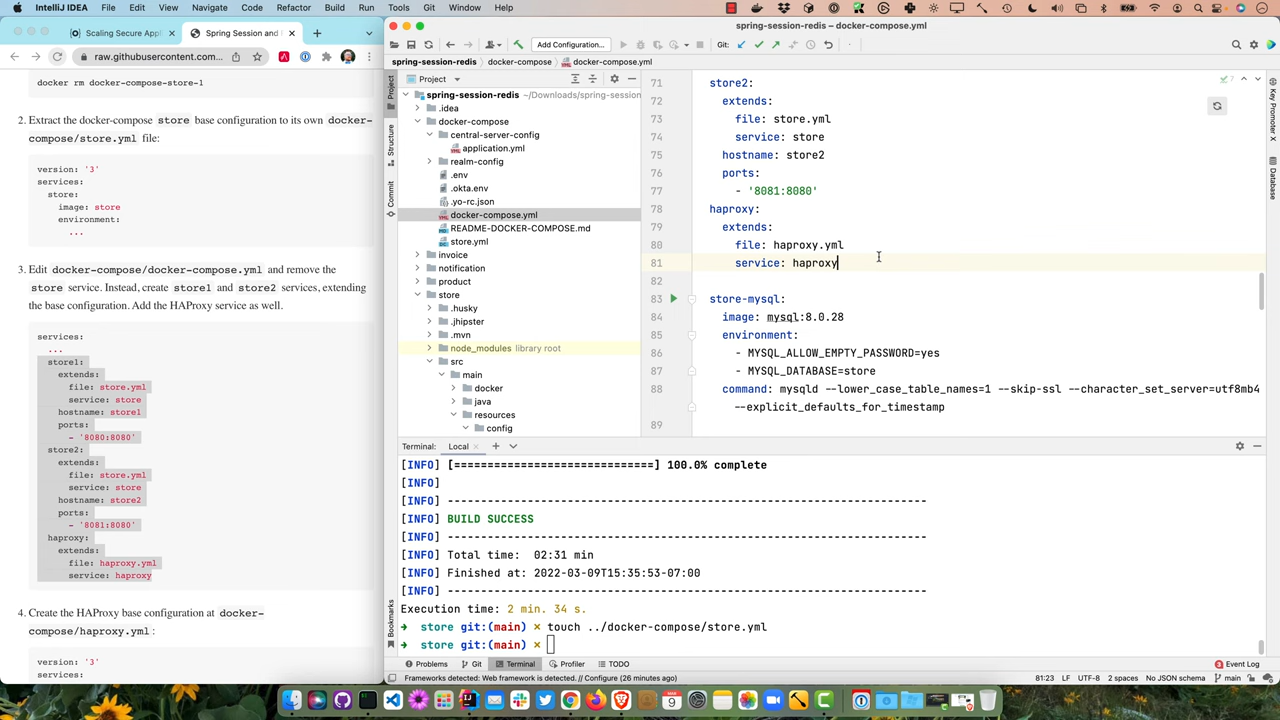 IntelliJ IDEA File Edit View Navigate Code Refactor Build Run Tools Git Window Help
Scaling Secure Appl
Spring Session and
raw.githubusercontent.com...
docker rm docker-compose-store-1
2. Extract the docker-compose store base configuration to its own docker-
compose/store.yml file:
version: '3'
services:
store:
image: store
environment:
...
3. Edit docker-compose/docker-compose.yml and remove the
store service. Instead, create store1 and store2 services, extending
the base configuration. Add the HAProxy service as well.
services:
...
store1:
extends:
file: store.yml
service: store
hostname: store1
ports:
- '8080:8080'
store2:
extends:
file: store.yml
service: store
hostname: store2
ports:
- '8081:8080'
haproxy:
extends:
file: haproxy.yml
service: haproxy
4. Create the HAProxy base configuration at docker-
compose/haproxy.yml :
version: '3'
services:
spring-session-redis – docker-compose.yml
Add Configuration...
Git:
spring-session-redis docker-compose docker-compose.yml
Project
spring-session-redis ~/Downloads/spring-session
.idea
docker-compose
central-server-config
application.yml
realm-config
.env
.okta.env
.yo-rc.json
docker-compose.yml
README-DOCKER-COMPOSE.md
store.yml
invoice
notification
product
store
.husky
.jhipster
.mvn
node_modules library root
src
main
docker
java
resources
config
Project
Structure
Commit
Bookmarks
71 store2:
72 extends:
73 file: store.yml
74 service: store
75 hostname: store2
76 ports:
77 - '8081:8080'
78 haproxy:
79 extends:
80 file: haproxy.yml
81 service: haproxy
82
83 store-mysql:
84 image: mysql:8.0.28
85 environment:
86 - MYSQL_ALLOW_EMPTY_PASSWORD=yes
87 - MYSQL_DATABASE=store
88 command: mysqld --lower_case_table_names=1 --skip-ssl --character_set_server=utf8mb4
--explicit_defaults_for_timestamp
89
7
Key Promoter X
Database
Terminal: Local
[INFO] [=============================] 100.0% complete
[INFO]
[INFO] ------------------------------------------------------------------------
[INFO] BUILD SUCCESS
[INFO] ------------------------------------------------------------------------
[INFO] Total time: 02:31 min
[INFO] Finished at: 2022-03-09T15:35:53-07:00
[INFO] ------------------------------------------------------------------------
Execution time: 2 min. 34 s.
➜ store git:(main) × touch ../docker-compose/store.yml
➜ store git:(main) ×
Problems Git Terminal Profiler TODO
Event Log
Frameworks detected: Web framework is detected. // Configure (26 minutes ago)
81:23 LF UTF-8 2 spaces No JSON schema main